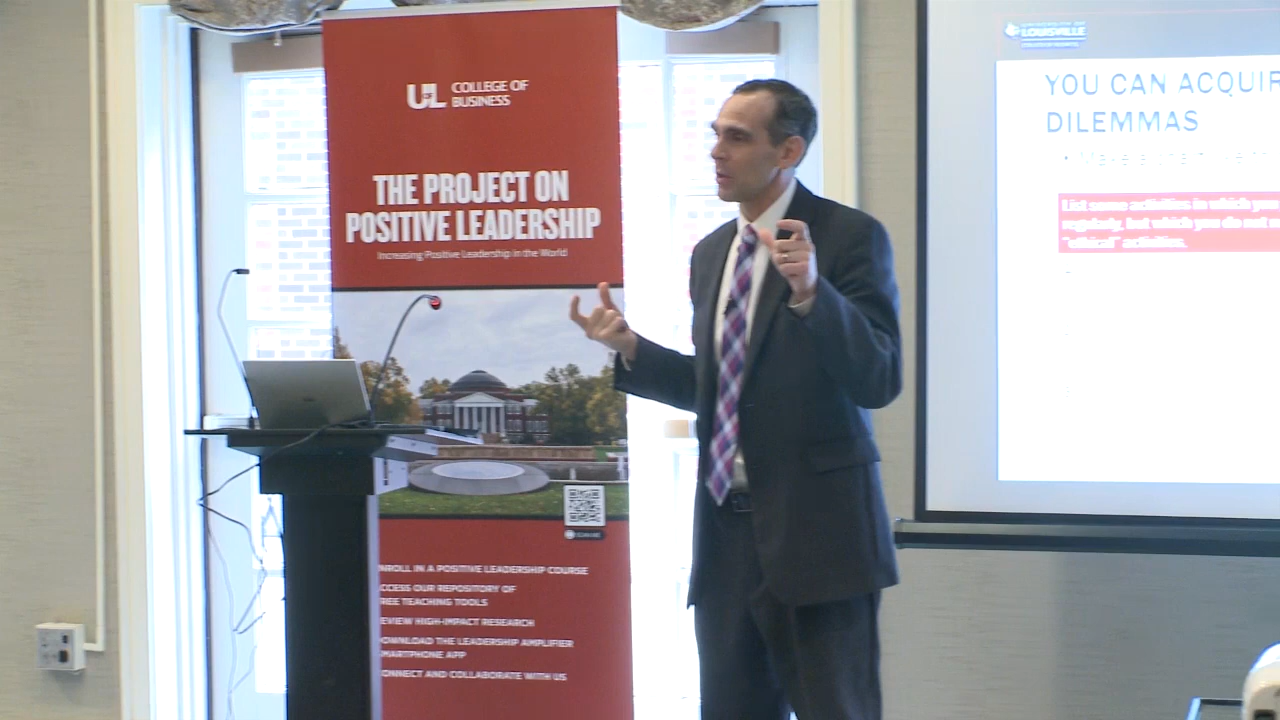 UL
COLLEGE OF
BUSINESS
THE PROJECT ON
POSITIVE LEADERSHIP
Increasing Positive Leadership in the World
NROLL IN A POSITIVE LEADERSHIP COURSE
CCESS OUR REPOSITORY OF
REE TEACHING TOOLS
EVIEW HIGH-IMPACT RESEARCH
OWNLOAD THE LEADERSHIP AMPLIFIER
MARTPHONE APP
ONNECT AND COLLABORATE WITH US
UNIVERSITY OF
LOUISVILLE
YOU CAN ACQUIR
DILEMMAS
List some activities in which you
regularly, but which you do not
"ethical" activities.